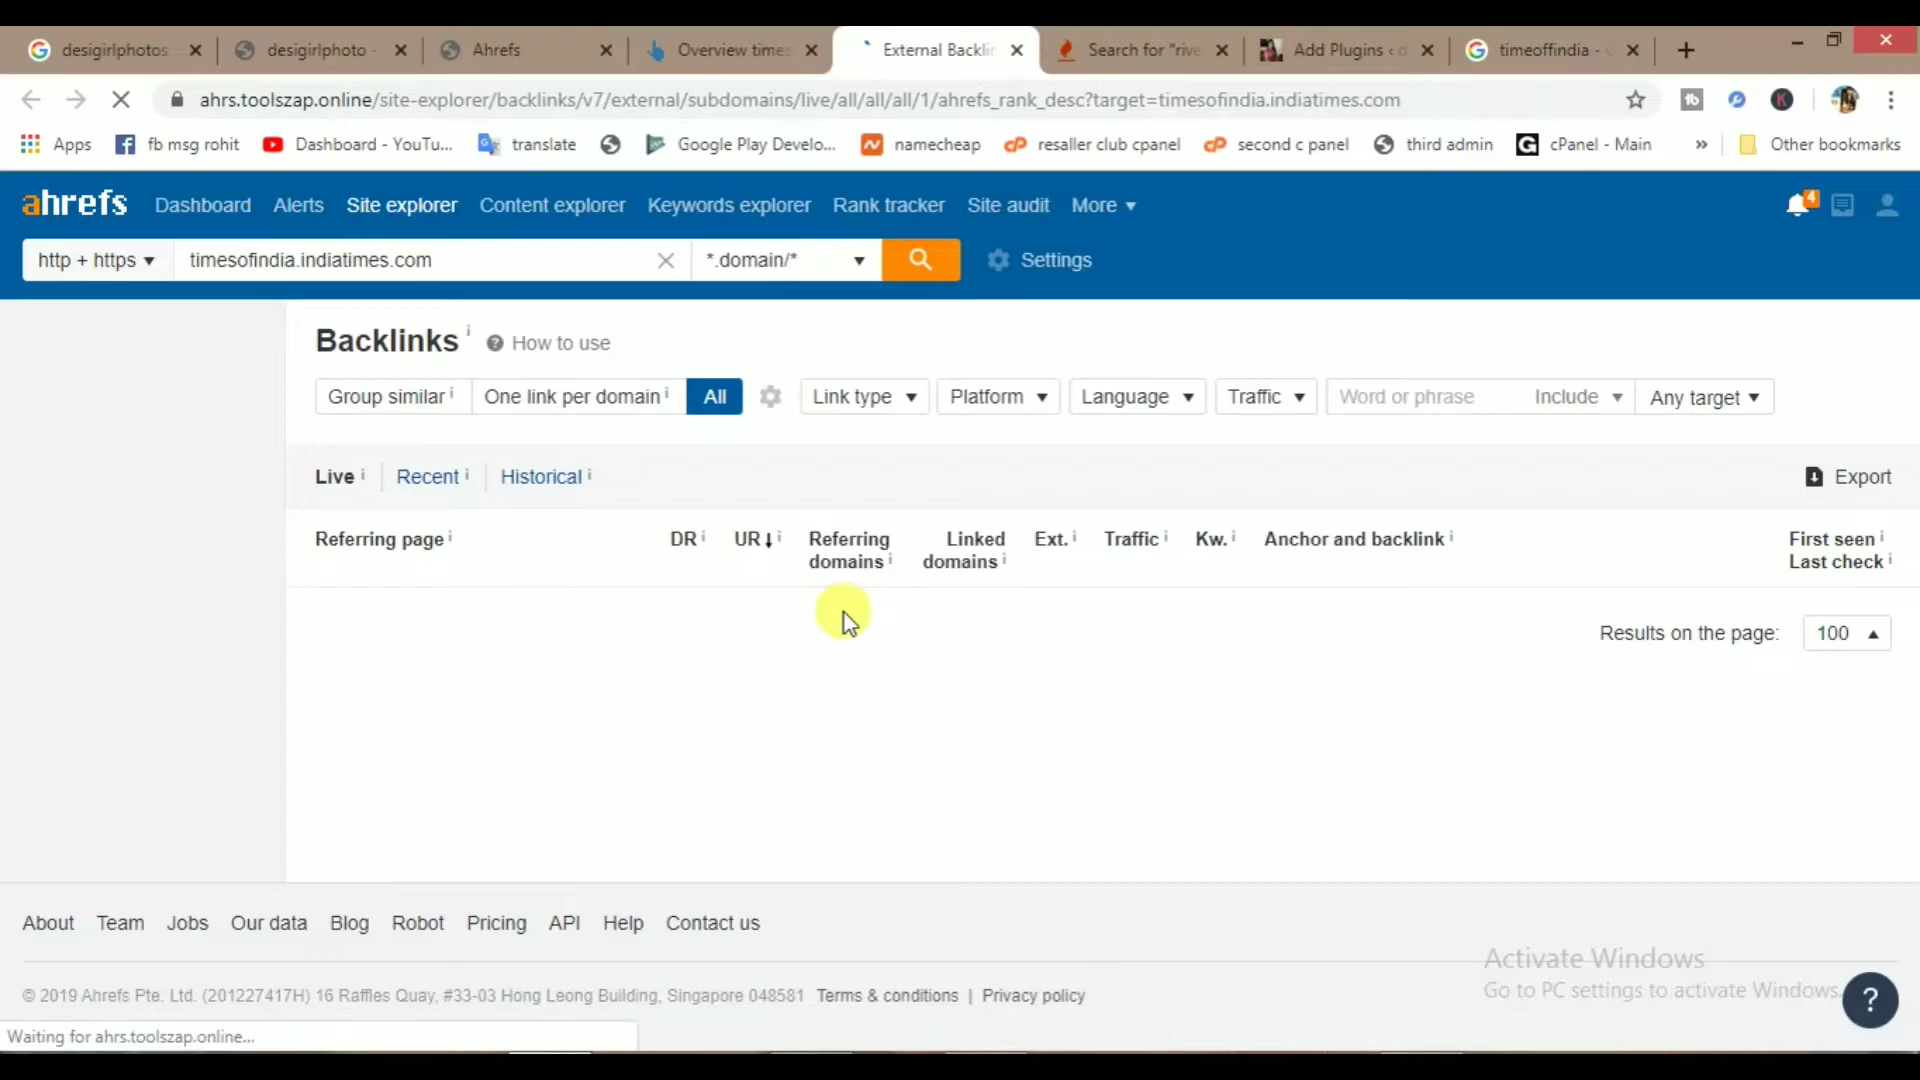 desigirlphotos
desigirlphoto -
Ahrefs
Overview times
External Backlin
Search for "rive
Add Plugins ‹ d
timeoffindia -
ahrs.toolszap.online/site-explorer/backlinks/v7/external/subdomains/live/all/all/all/1/ahrefs_rank_desc?target=timesofindia.indiatimes.com
Apps fb msg rohit Dashboard - YouTu... translate Google Play Develo... namecheap resaller club cpanel second c panel third admin cPanel - Main » Other bookmarks
ahrefs Dashboard Alerts Site explorer Content explorer Keywords explorer Rank tracker Site audit More 4
http + https timesofindia.indiatimes.com *.domain/* Settings
Backlinks i ? How to use
Group similar i One link per domain i All Link type Platform Language Traffic Word or phrase Include Any target
Live i Recent i Historical i Export
Referring page i DR i UR i Referring domains i Linked domains i Ext. i Traffic i Kw. i Anchor and backlink i First seen i Last check i
Results on the page: 100
About Team Jobs Our data Blog Robot Pricing API Help Contact us
Activate Windows
Go to PC settings to activate Windows.
© 2019 Ahrefs Pte. Ltd. (201227417H) 16 Raffles Quay, #33-03 Hong Leong Building, Singapore 048581 Terms & conditions | Privacy policy
?
Waiting for ahrs.toolszap.online...